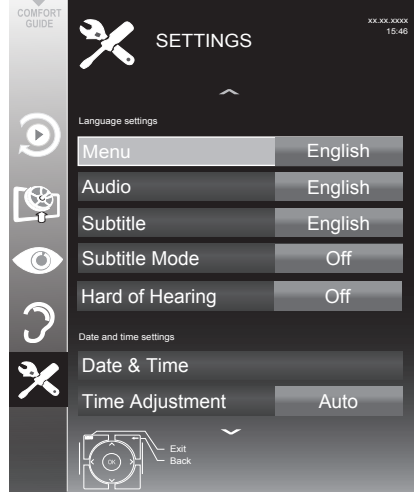 COMFORT
GUIDE
SETTINGS
xx.xx.xxxx
15:46
Language settings
Menu English
Audio English
Subtitle English
Subtitle Mode Off
Hard of Hearing Off
Date and time settings
Date & Time
Time Adjustment Auto
OK
Exit
Back